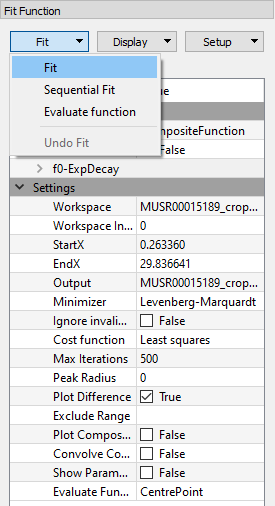 Fit Function
Fit Display Setup
Fit
Sequential Fit
Evaluate function
Undo Fit
False
f0-ExpDecay
Settings
Workspace MUSR00015189_crop...
Workspace In... 0
StartX 0.263360
EndX 29.836641
Output MUSR00015189_crop...
Minimizer Levenberg-Marquardt
Ignore invali... False
Cost function Least squares
Max Iterations 500
Peak Radius 0
Plot Difference True
Exclude Range
Plot Compos... False
Convolve Co... False
Show Param... False
Evaluate Fun... CentrePoint